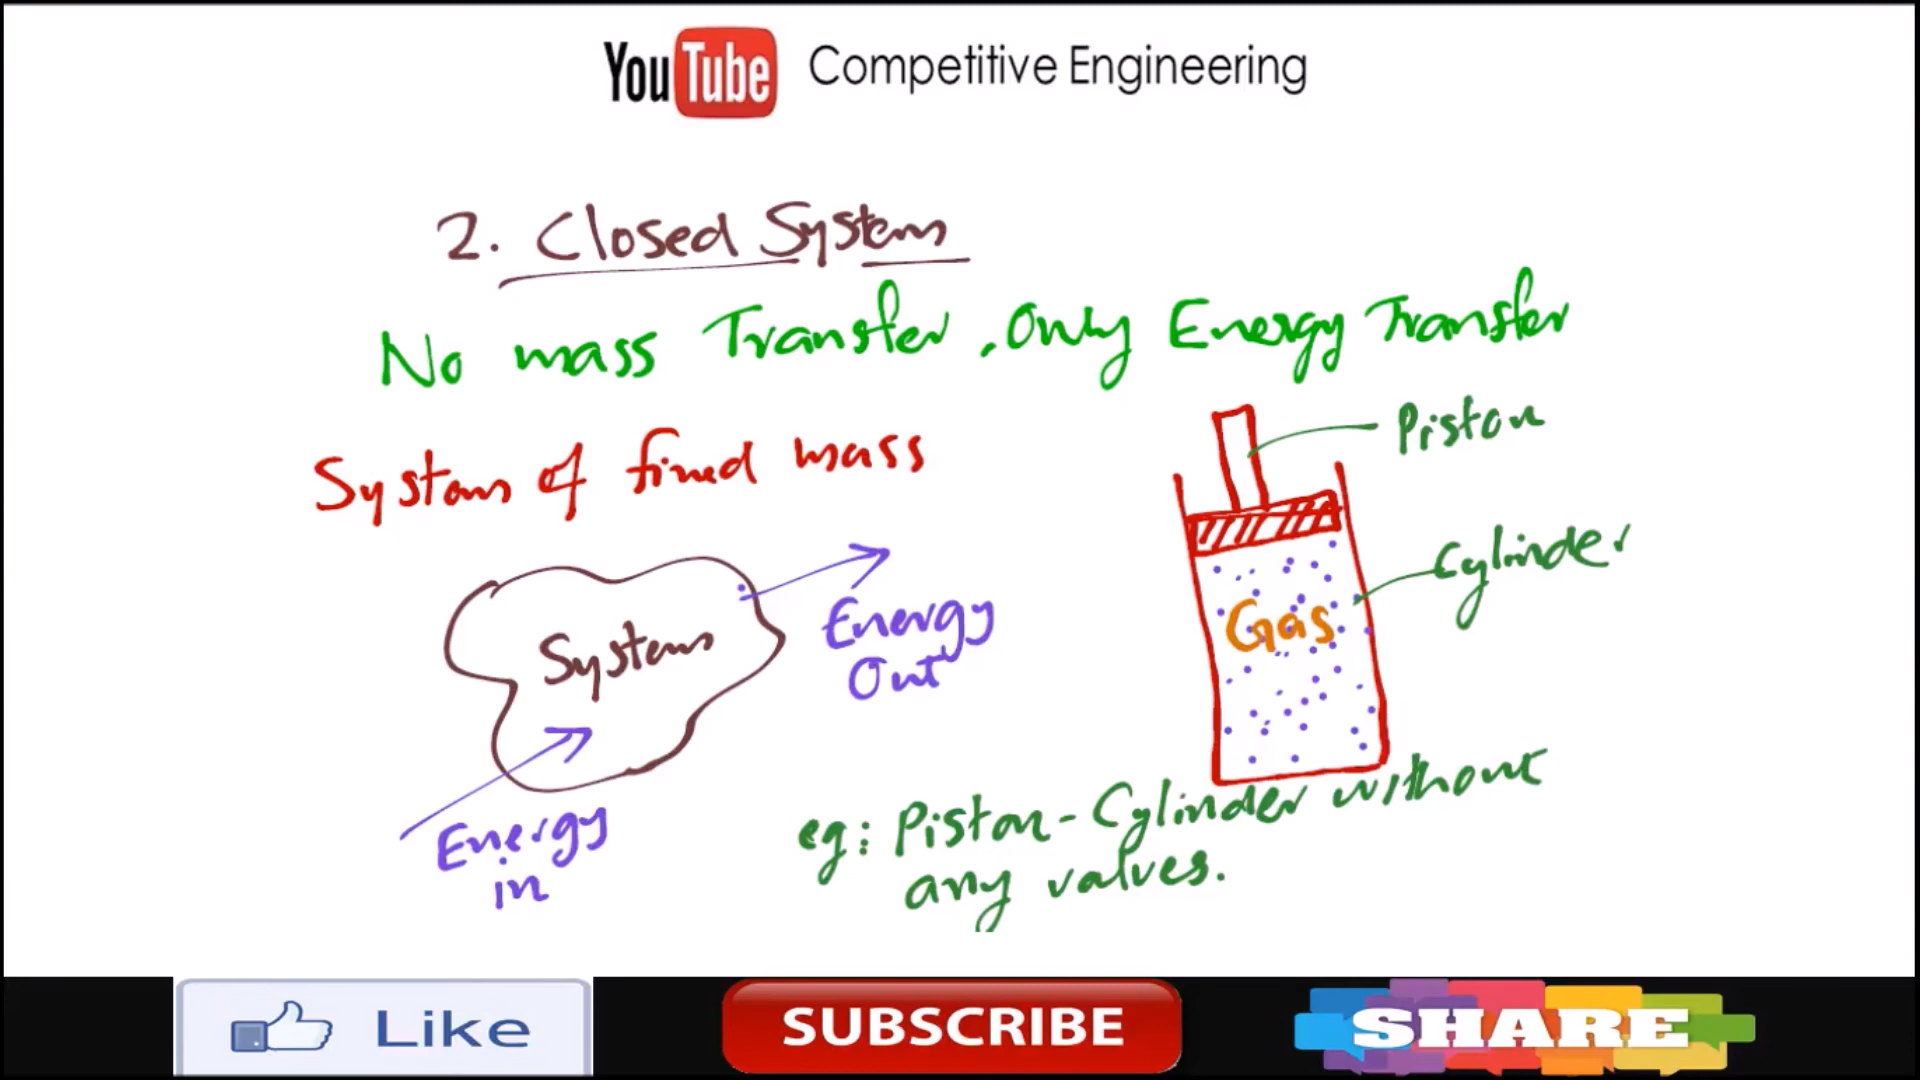 YouTube Competitive Engineering
2. Closed System
No mass Transfer, Only Energy Transfer
System of fixed mass
Piston
Cylinder
Gas
System
Energy
Out
Energy
in
eg: Piston-Cylinder without
any valves.
Like
SUBSCRIBE
SHARE